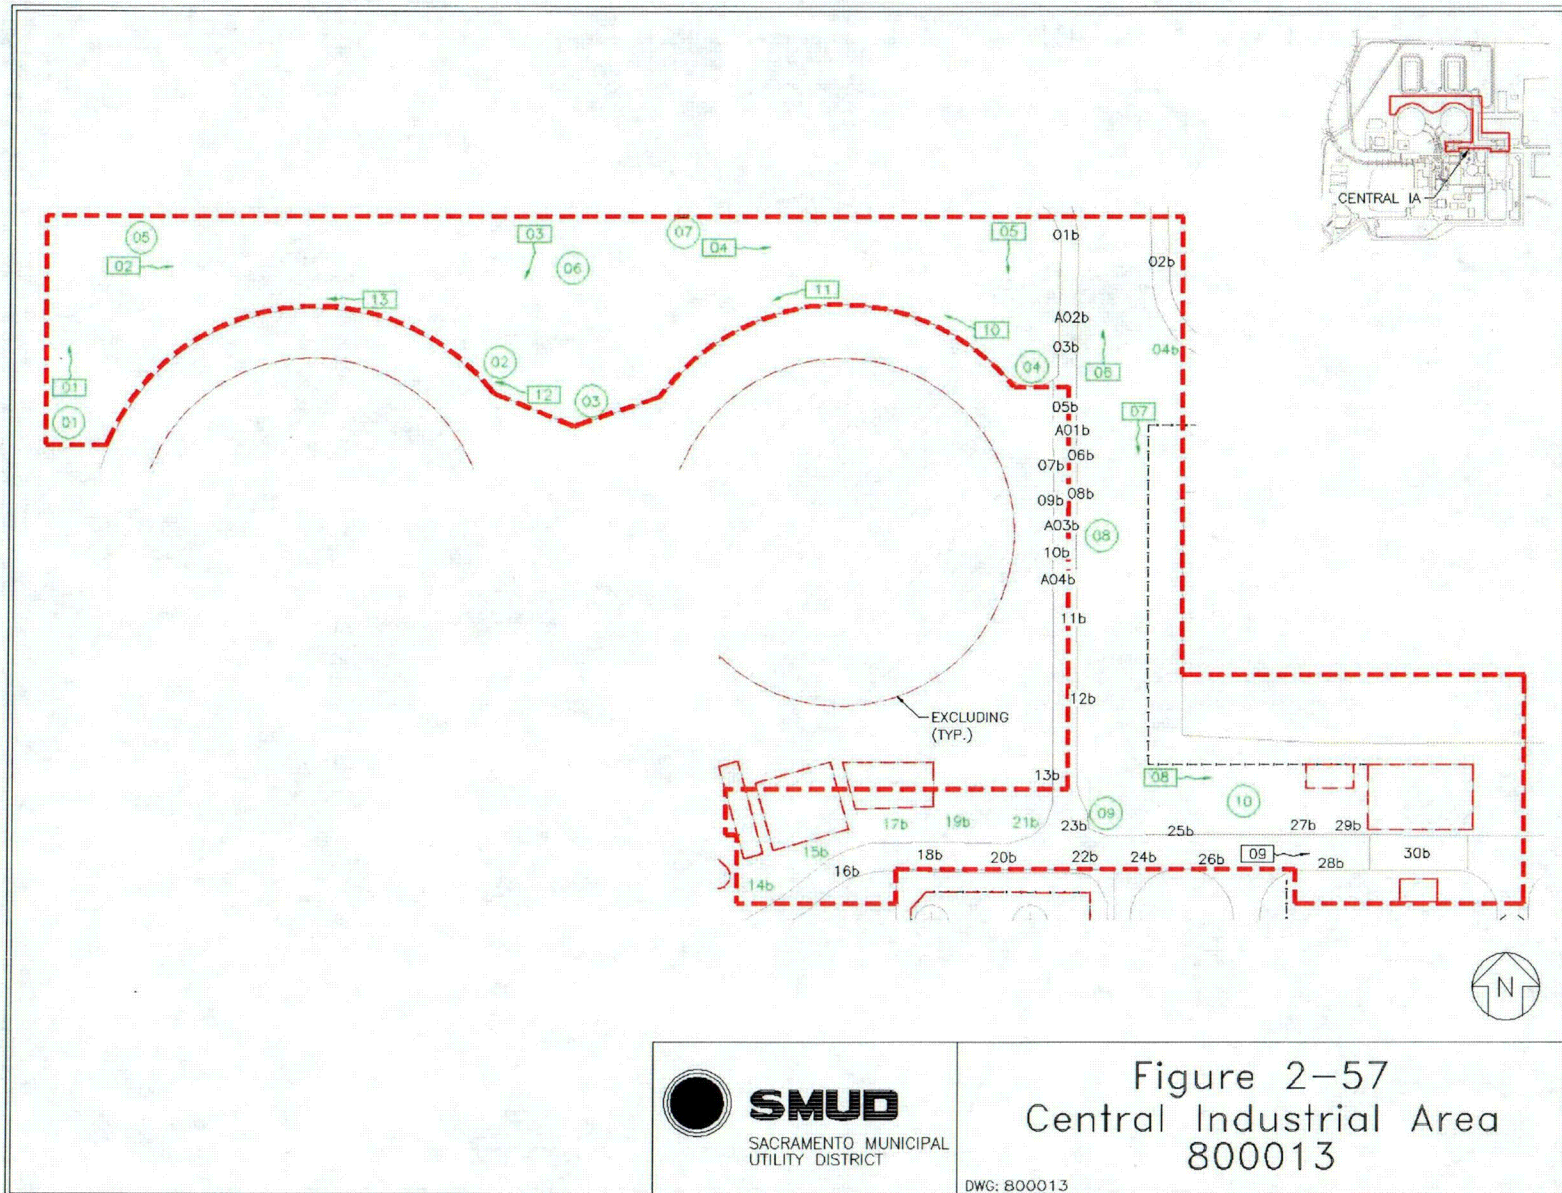 CENTRAL IA
05
07
03
04
05
01b
02
06
02b
13
11
A02b
10
03b
04b
02
04
06
01
12
03
05b
07
01
A01b
06b
07b
08b
09b
A03b
08
10b
A04b
11b
12b
EXCLUDING
(TYP.)
13b
08
10
09
17b
19b
21b
23b
25b
27b
29b
15b
18b
20b
22b
24b
26b
09
28b
30b
16b
14b
N
SMUD
SACRAMENTO MUNICIPAL
UTILITY DISTRICT
Figure 2-57
Central Industrial Area
800013
DWG: 800013